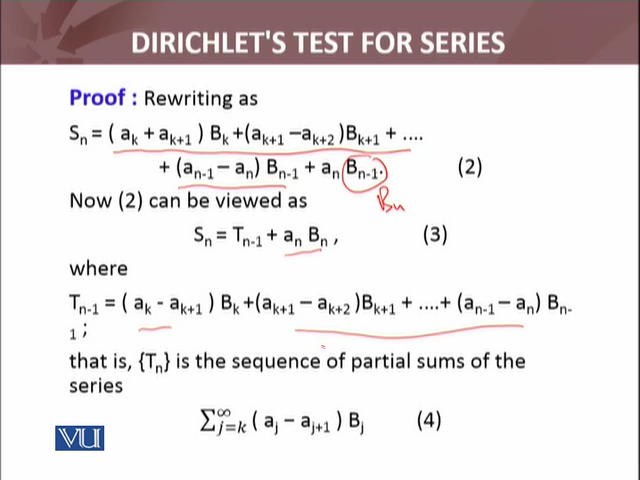 DIRICHLET'S TEST FOR SERIES
Proof : Rewriting as
Sₙ = ( aₖ + aₖ₊₁ ) Bₖ +(aₖ₊₁ –aₖ₊₂ )Bₖ₊₁ + ....
+ (aₙ₋₁ – aₙ) Bₙ₋₁ + aₙ Bₙ₋₁. (2)
Bₙ
Now (2) can be viewed as
Sₙ = Tₙ₋₁ + aₙ Bₙ , (3)
where
Tₙ₋₁ = ( aₖ - aₖ₊₁ ) Bₖ +(aₖ₊₁ – aₖ₊₂ )Bₖ₊₁ + ....+ (aₙ₋₁ – aₙ) Bₙ₋
₁ ;
that is, {Tₙ} is the sequence of partial sums of the
series
∑_{j=k}^{∞} ( aⱼ – aⱼ₊₁ ) Bⱼ (4)
VU